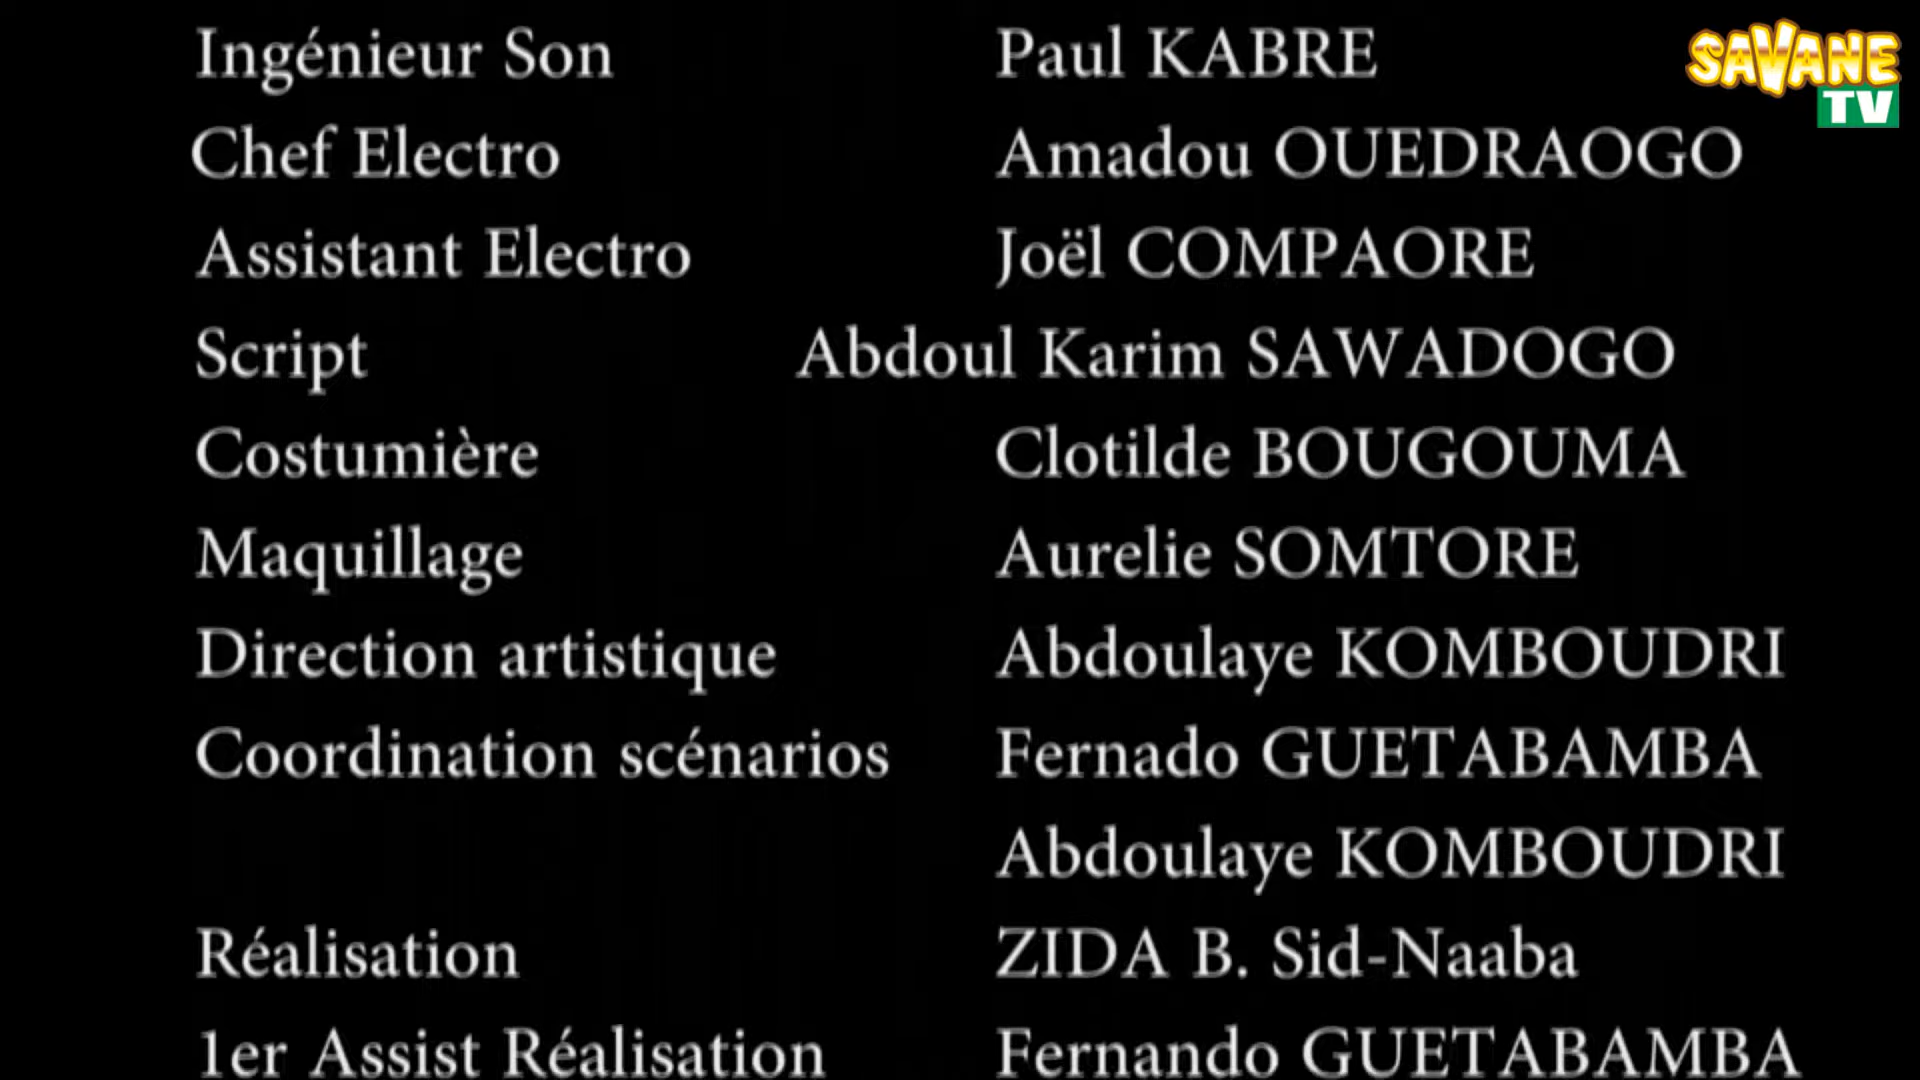 Ingénieur Son Paul KABRE
SAVANE
TV
Chef Electro Amadou OUEDRAOGO
Assistant Electro Joël COMPAORE
Script Abdoul Karim SAWADOGO
Costumière Clotilde BOUGOUMA
Maquillage Aurelie SOMTORE
Direction artistique Abdoulaye KOMBOUDRI
Coordination scénarios Fernado GUETABAMBA
Abdoulaye KOMBOUDRI
Réalisation ZIDA B. Sid-Naaba
1er Assist Réalisation Fernando GUETABAMBA